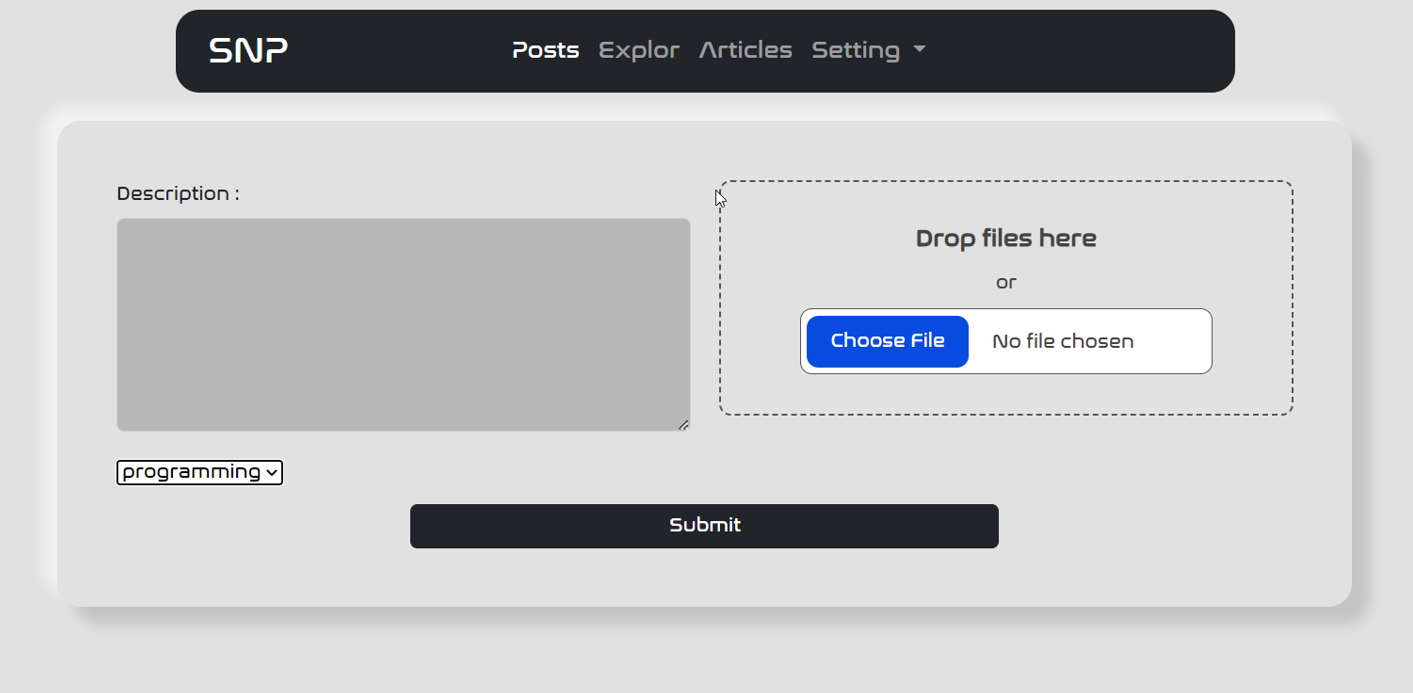 SNP
Posts Explor Articles Setting
Description :
Drop files here
or
Choose File No file chosen
programming
Submit